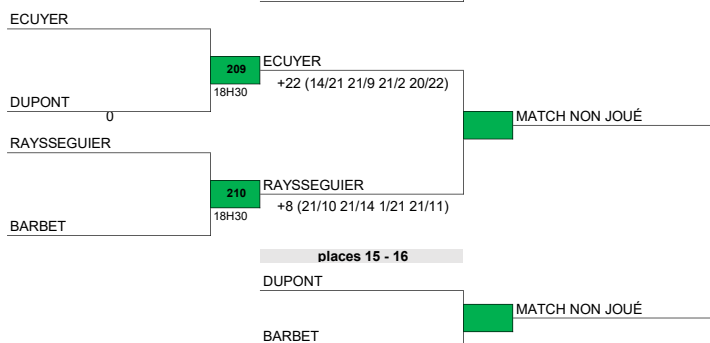 ECUYER
209 ECUYER
18H30 +22 (14/21 21/9 21/2 20/22)
DUPONT
0
MATCH NON JOUÉ
RAYSSEGUIER
210 RAYSSEGUIER
18H30 +8 (21/10 21/14 1/21 21/11)
BARBET
places 15 - 16
DUPONT
MATCH NON JOUÉ
BARBET